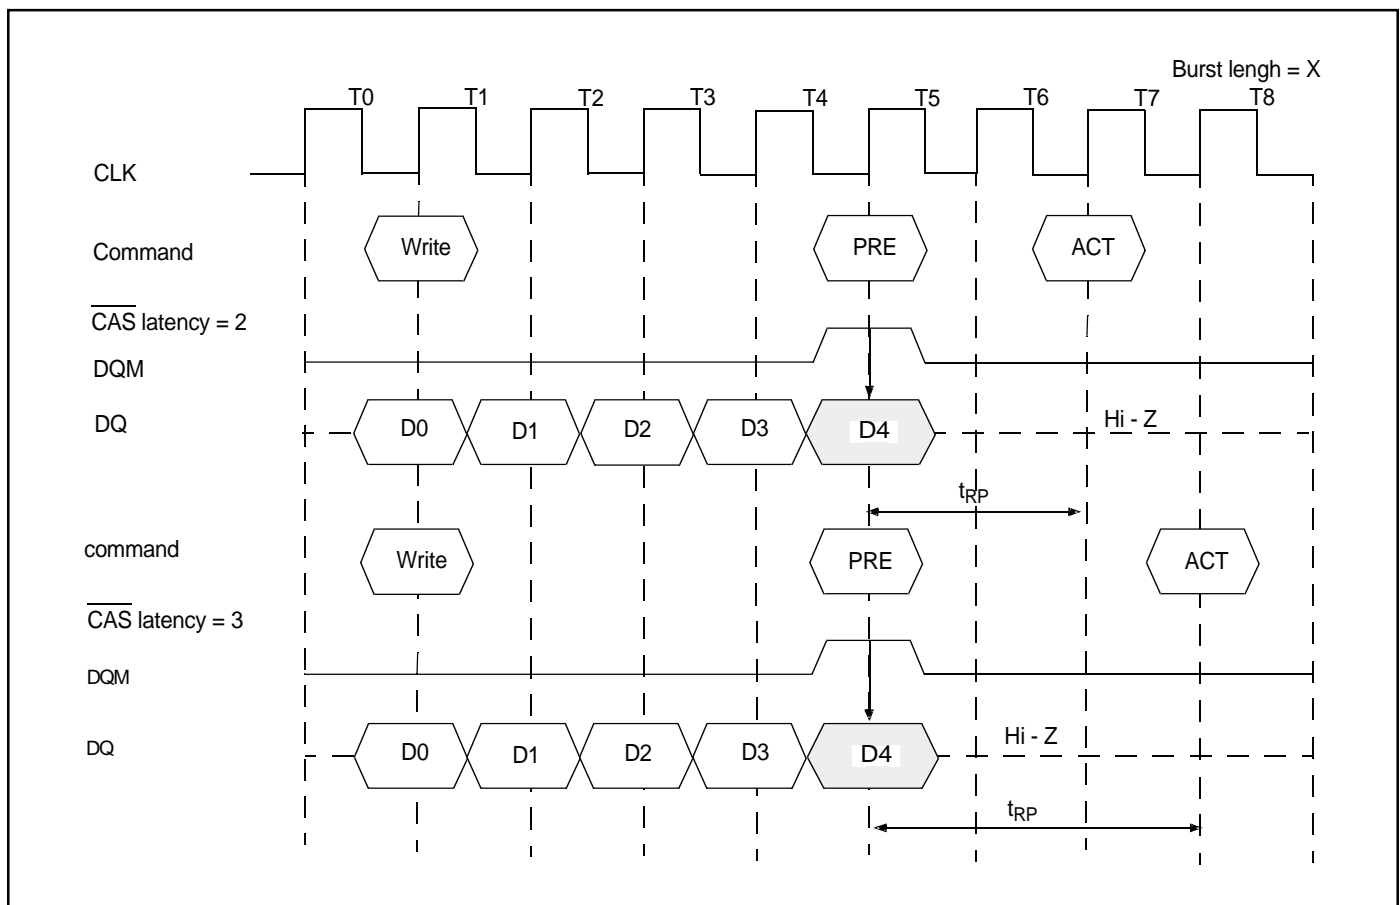 Burst lengh = X
T0 T1 T2 T3 T4 T5 T6 T7 T8
CLK
Command Write PRE ACT
CAS latency = 2
DQM
DQ D0 D1 D2 D3 D4 Hi - Z
tRP
command Write PRE ACT
CAS latency = 3
DQM
DQ D0 D1 D2 D3 D4 Hi - Z
tRP